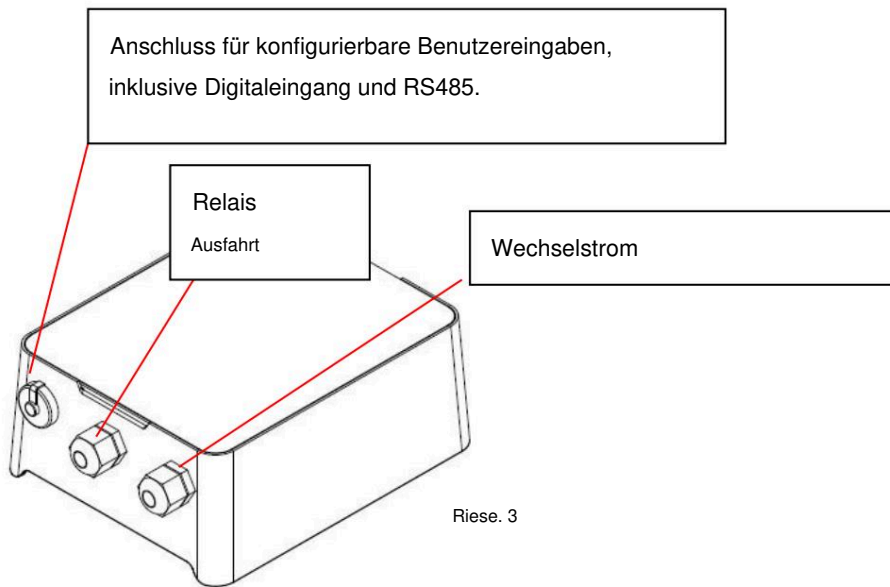 Anschluss für konfigurierbare Benutzereingaben,
inklusive Digitaleingang und RS485.
Relais
Ausfahrt
Wechselstrom
Riese. 3